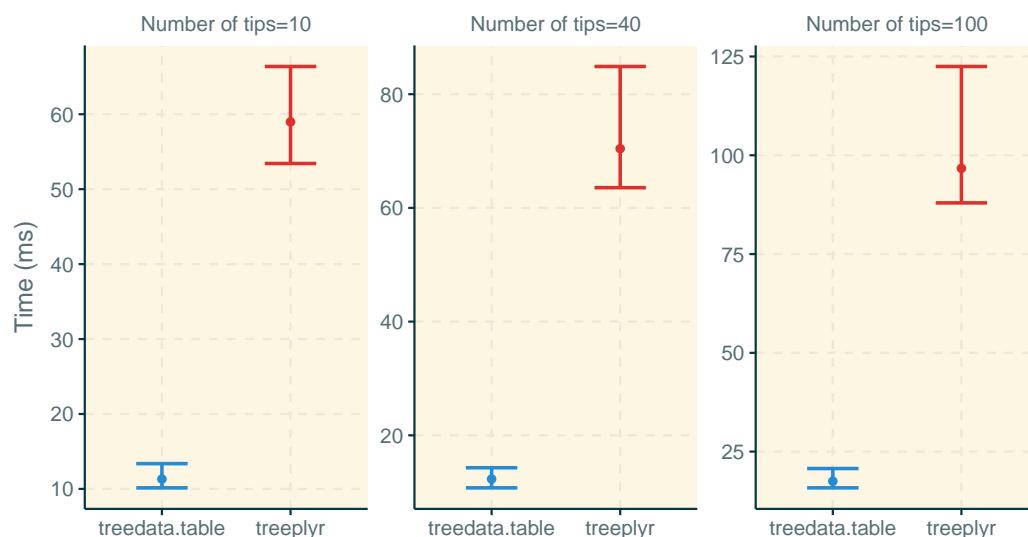 Number of tips=10
Number of tips=40
Number of tips=100
Time (ms)
60
50
40
30
20
10
80
60
40
20
125
100
75
50
25
treedata.table treeplyr
treedata.table treeplyr
treedata.table treeplyr